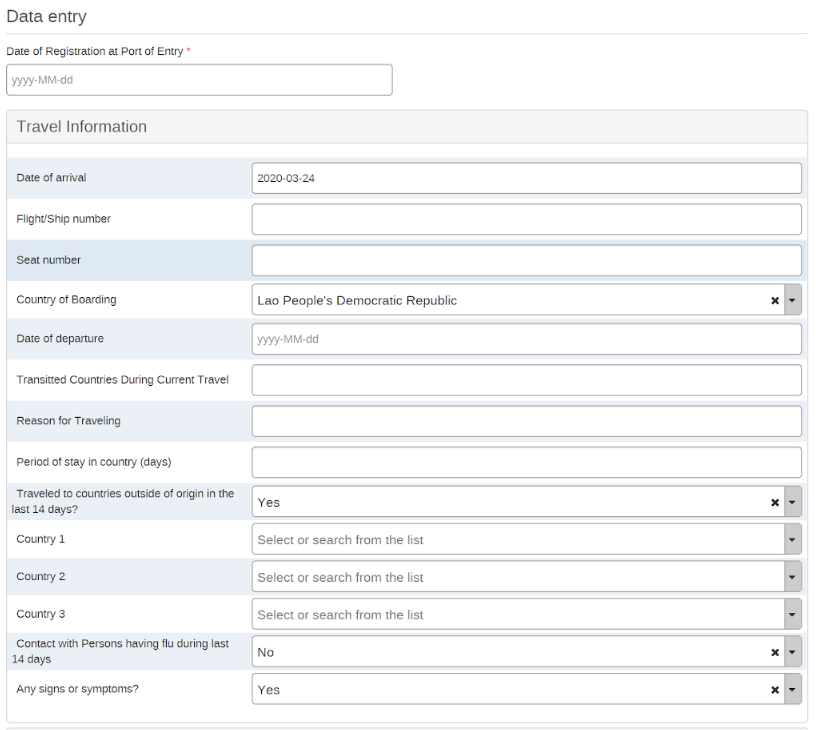 Data entry
Date of Registration at Port of Entry *
yyyy-MM-dd
Travel Information
Date of arrival 2020-03-24
Flight/Ship number
Seat number
Country of Boarding Lao People's Democratic Republic
Date of departure yyyy-MM-dd
Transitted Countries During Current Travel
Reason for Traveling
Period of stay in country (days)
Traveled to countries outside of origin in the
last 14 days? Yes
Country 1 Select or search from the list
Country 2 Select or search from the list
Country 3 Select or search from the list
Contact with Persons having flu during last
14 days No
Any signs or symptoms? Yes